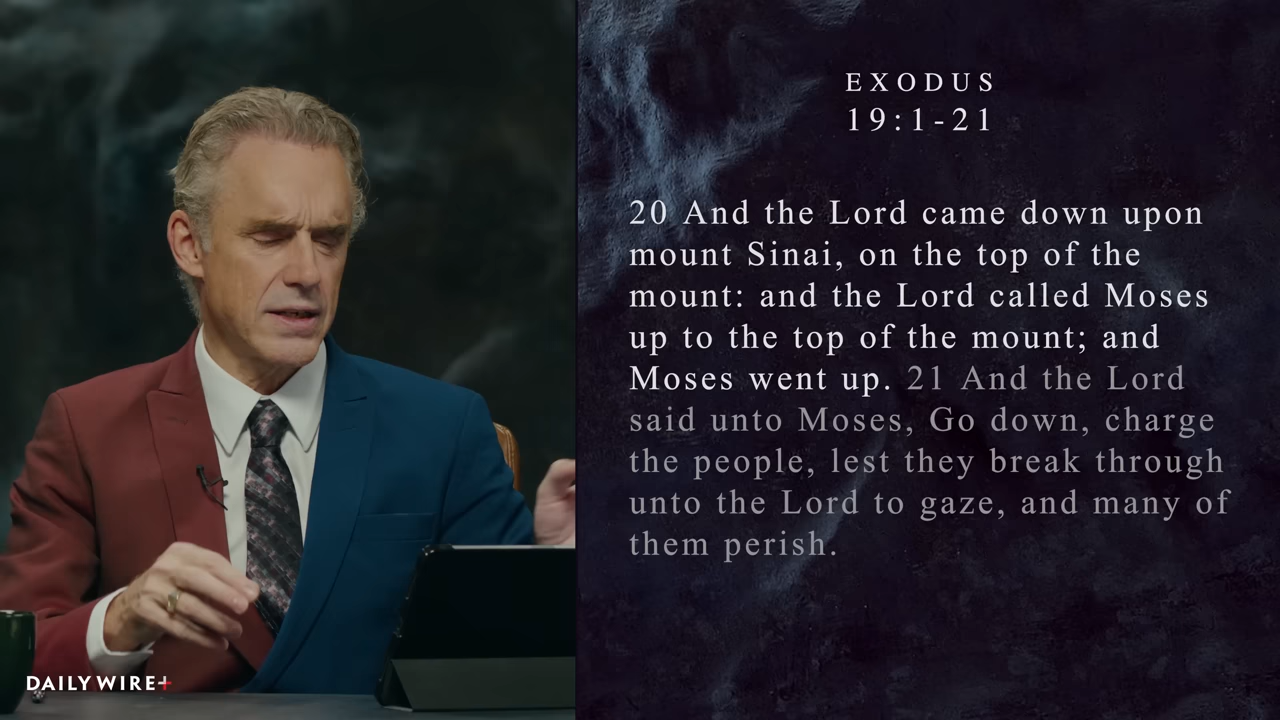 EXODUS
19:1-21
20 And the Lord came down upon
mount Sinai, on the top of the
mount: and the Lord called Moses
up to the top of the mount; and
Moses went up. 21 And the Lord
said unto Moses, Go down, charge
the people, lest they break through
unto the Lord to gaze, and many of
them perish.
DAILYWIRE+